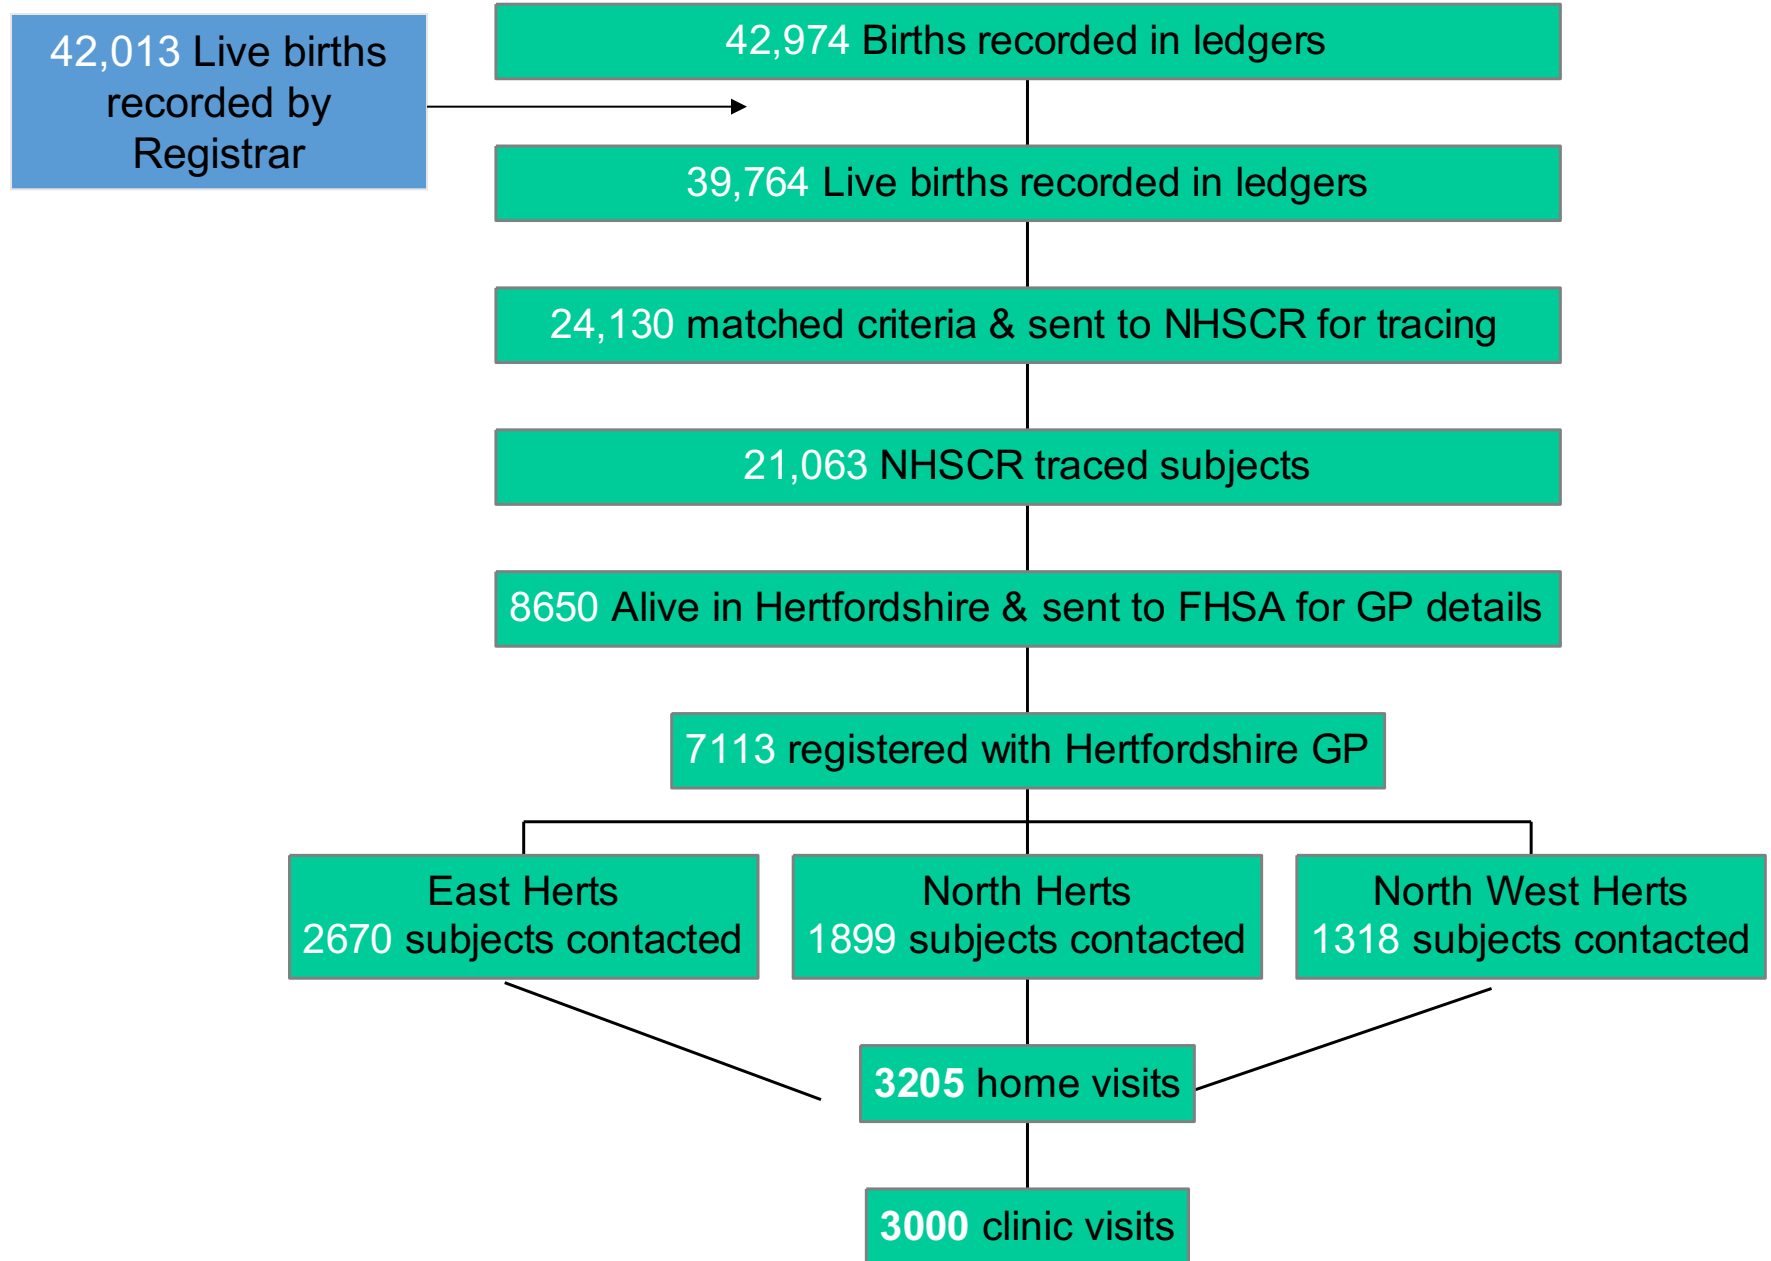 42,013 Live births
recorded by
Registrar
42,974 Births recorded in ledgers
39,764 Live births recorded in ledgers
24,130 matched criteria & sent to NHSCR for tracing
21,063 NHSCR traced subjects
8650 Alive in Hertfordshire & sent to FHSA for GP details
7113 registered with Hertfordshire GP
East Herts
2670 subjects contacted
North Herts
1899 subjects contacted
North West Herts
1318 subjects contacted
3205 home visits
3000 clinic visits